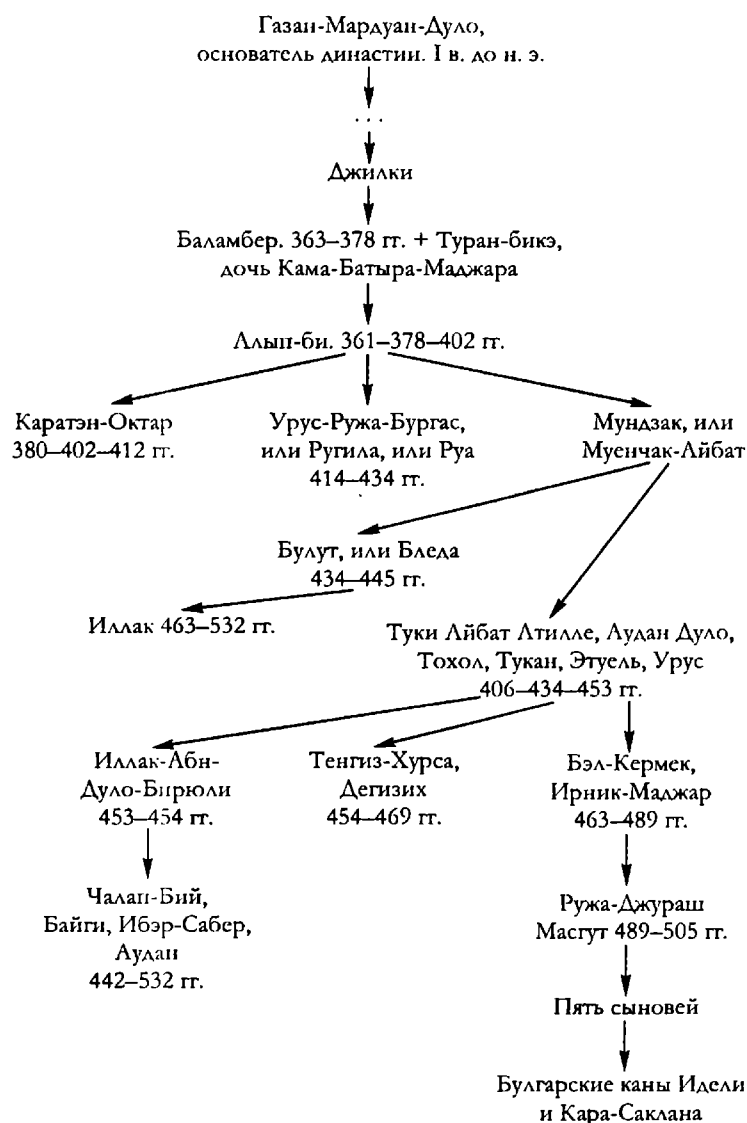 Газан-Мардуан-Дуло,
основатель династии. I в. до н. э.
. . .
Джилки
Баламбер. 363–378 гг. + Туран-бикэ,
дочь Кама-Батыра-Маджара
Алып-би. 361–378–402 гг.
Каратэн-Октар
380–402–412 гг.
Урус-Ружа-Бургас,
или Ругила, или Руа
414–434 гг.
Мундзак, или
Муенчак-Айбат
Булут, или Бледа
434–445 гг.
Иллак 463–532 гг.
Туки Айбат Атилле, Аудан Дуло,
Тохол, Тукан, Этуель, Урус
406–434–453 гг.
Иллак-Абн-
Дуло-Бирюли
453–454 гг.
Тенгиз-Хурса,
Дегизих
454–469 гг.
Бэл-Кермек,
Ирник-Маджар
463–489 гг.
Чалап-Бий,
Байги, Ибэр-Сабер,
Аудан
442–532 гг.
Ружа-Джураш
Масгут 489–505 гг.
Пять сыновей
Булгарские каны Идели
и Кара-Саклана